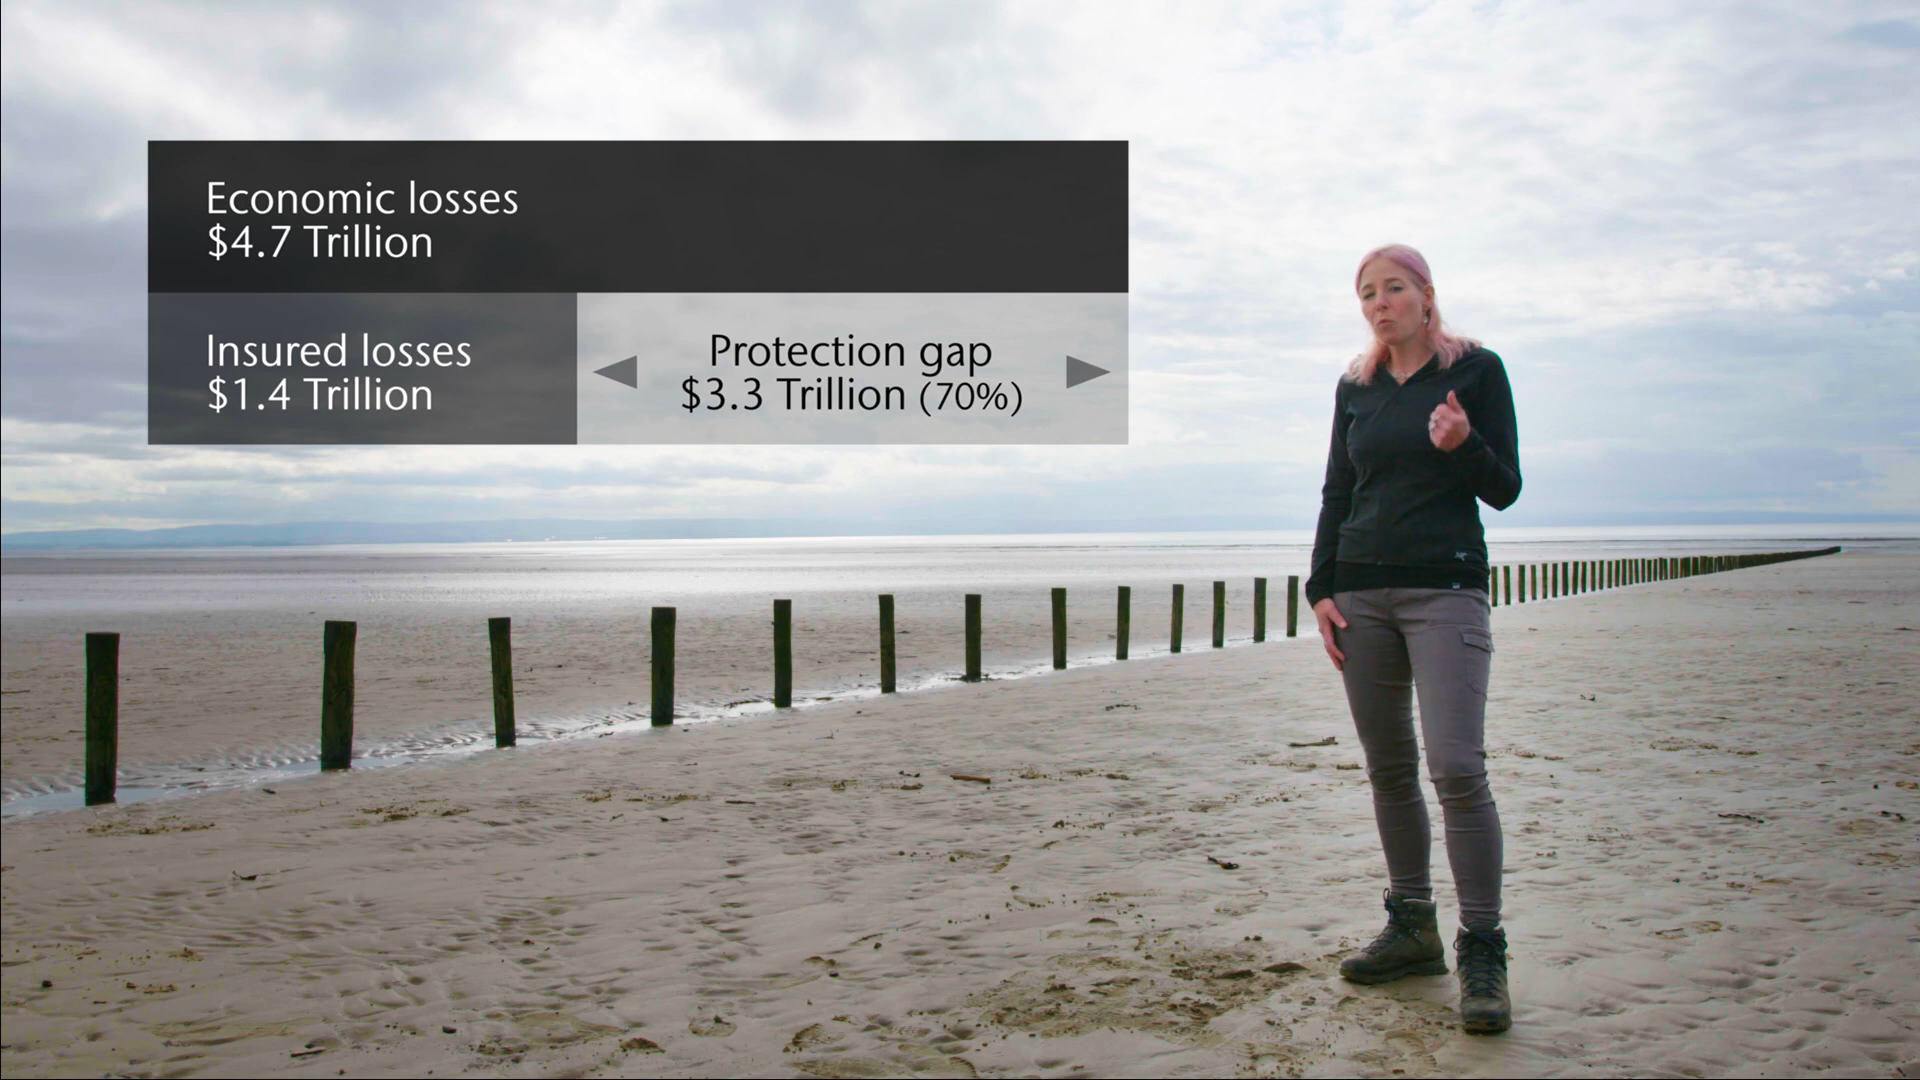 Economic losses
$4.7 Trillion
Insured losses
$1.4 Trillion
Protection gap
$3.3 Trillion (70%)